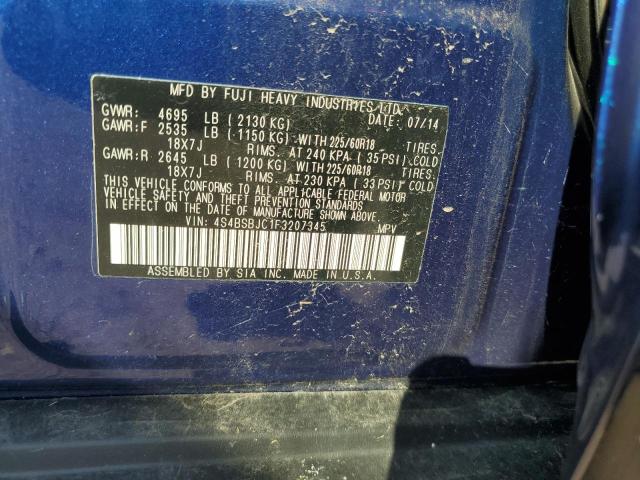 MFD BY FUJI HEAVY INDUSTRIES LTD.
DATE: 07/14
GVWR: 4695 LB (2130 KG)
GAWR:F 2535 LB (1150 KG) WITH 225/60R18 TIRES,
18X7J RIMS. AT 240 KPA (35 PSI) COLD
GAWR:R 2645 LB (1200 KG) WITH 225/60R18 TIRES,
18X7J RIMS. AT 230 KPA (33 PSI) COLD
THIS VEHICLE CONFORMS TO ALL APPLICABLE FEDERAL MOTOR
VEHICLE SAFETY AND THEFT PREVENTION STANDARDS
IN EFFECT ON THE DATE OF MANUFACTURE SHOWN ABOVE.
VIN: 4S4BSBJC1F3207345 MPV
ASSEMBLED BY SIA INC. MADE IN U.S.A.